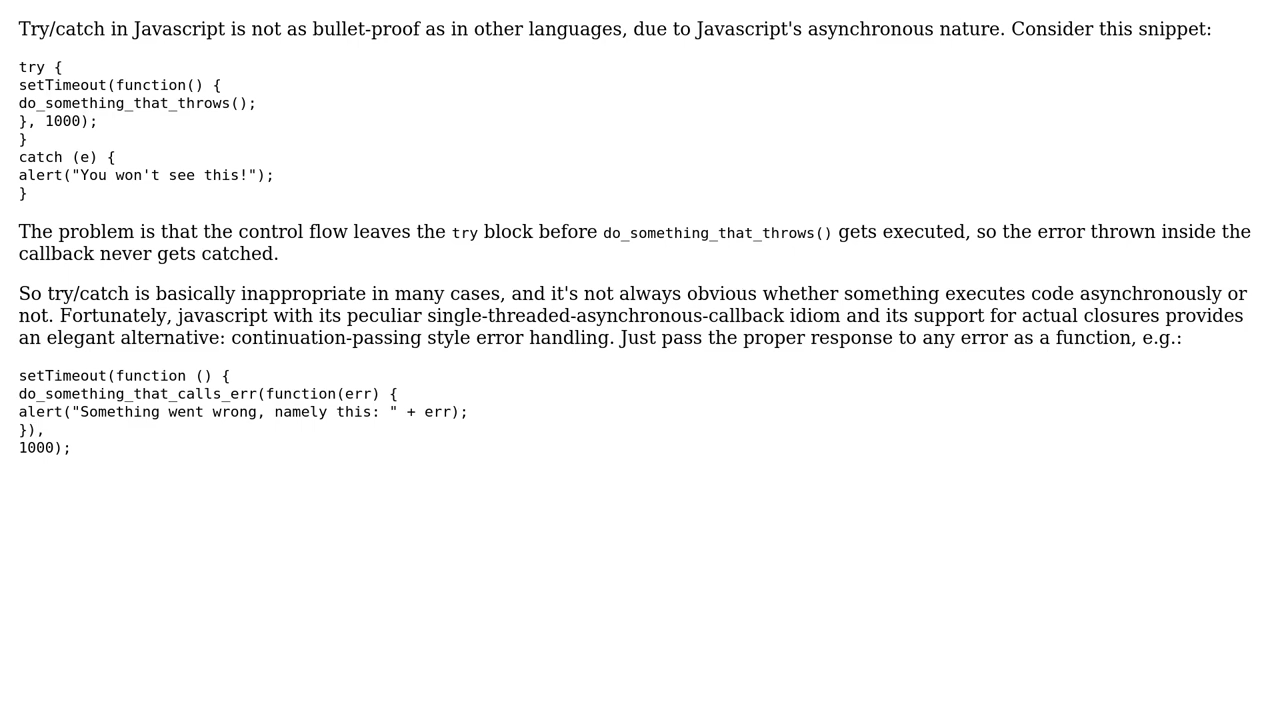 Try/catch in Javascript is not as bullet-proof as in other languages, due to Javascript's asynchronous nature. Consider this snippet:
try {
setTimeout(function() {
do_something_that_throws();
}, 1000);
}
catch (e) {
alert("You won't see this!");
}
The problem is that the control flow leaves the try block before do_something_that_throws() gets executed, so the error thrown inside the
callback never gets catched.
So try/catch is basically inappropriate in many cases, and it's not always obvious whether something executes code asynchronously or
not. Fortunately, javascript with its peculiar single-threaded-asynchronous-callback idiom and its support for actual closures provides
an elegant alternative: continuation-passing style error handling. Just pass the proper response to any error as a function, e.g.:
setTimeout(function () {
do_something_that_calls_err(function(err) {
alert("Something went wrong, namely this: " + err);
}),
1000);